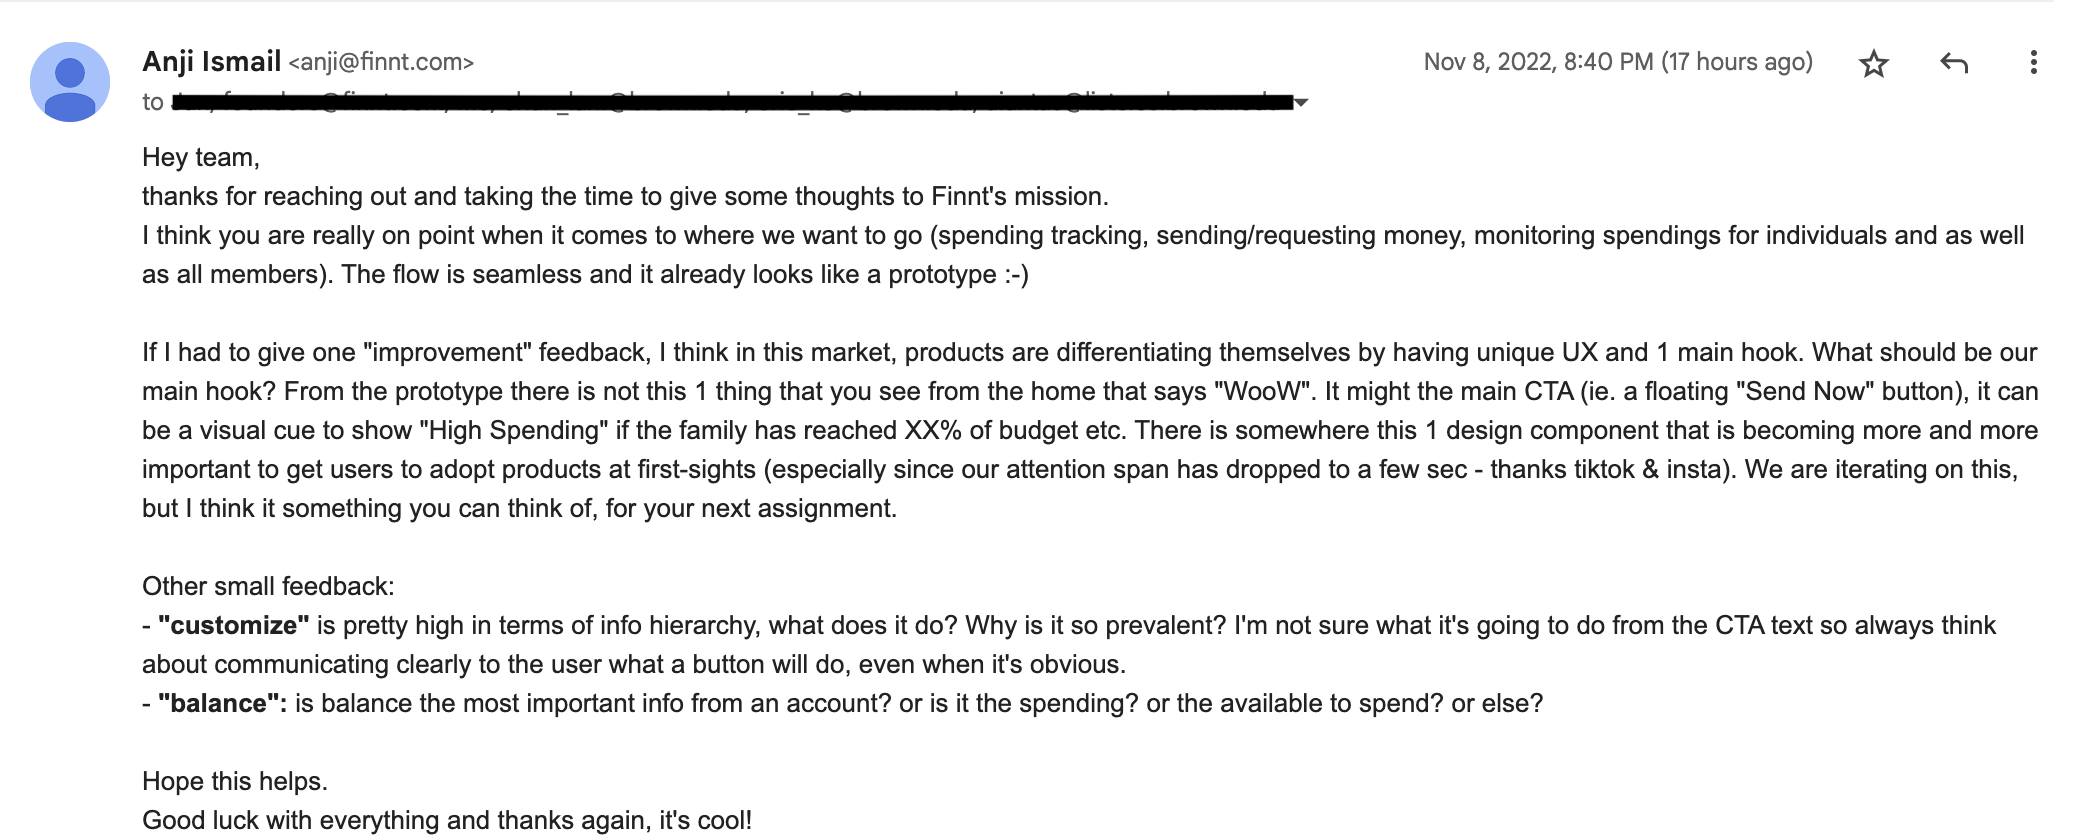 Anji Ismail <anji@finnt.com>
Nov 8, 2022, 8:40 PM (17 hours ago)
to
Hey team,
thanks for reaching out and taking the time to give some thoughts to Finnt's mission.
I think you are really on point when it comes to where we want to go (spending tracking, sending/requesting money, monitoring spendings for individuals and as well
as all members). The flow is seamless and it already looks like a prototype :-)
If I had to give one "improvement" feedback, I think in this market, products are differentiating themselves by having unique UX and 1 main hook. What should be our
main hook? From the prototype there is not this 1 thing that you see from the home that says "WooW". It might the main CTA (ie. a floating "Send Now" button), it can
be a visual cue to show "High Spending" if the family has reached XX% of budget etc. There is somewhere this 1 design component that is becoming more and more
important to get users to adopt products at first-sights (especially since our attention span has dropped to a few sec - thanks tiktok & insta). We are iterating on this,
but I think it something you can think of, for your next assignment.
Other small feedback:
- "customize" is pretty high in terms of info hierarchy, what does it do? Why is it so prevalent? I'm not sure what it's going to do from the CTA text so always think
about communicating clearly to the user what a button will do, even when it's obvious.
- "balance": is balance the most important info from an account? or is it the spending? or the available to spend? or else?
Hope this helps.
Good luck with everything and thanks again, it's cool!